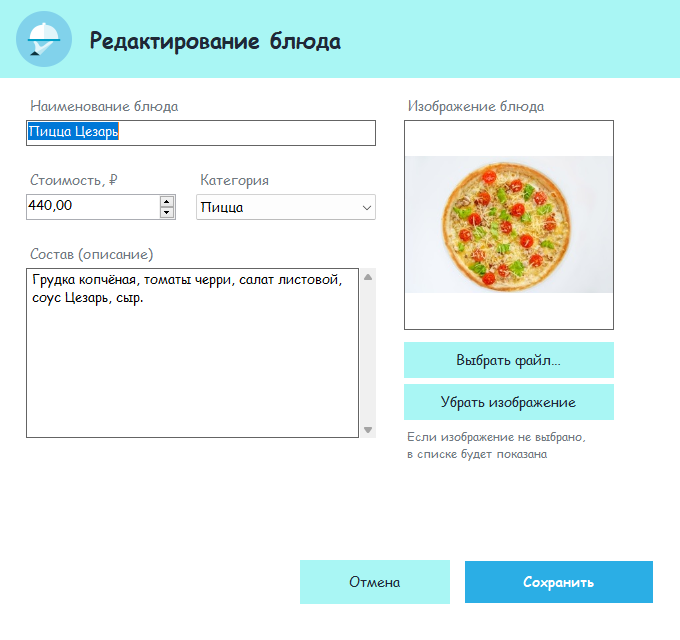 Редактирование блюда
Наименование блюда
Пицца Цезарь
Стоимость, ₽
Категория
440,00
Пицца
Состав (описание)
Грудка копчёная, томаты черри, салат листовой,
соус Цезарь, сыр.
Изображение блюда
Выбрать файл...
Убрать изображение
Если изображение не выбрано,
в списке будет показана
Отмена
Сохранить